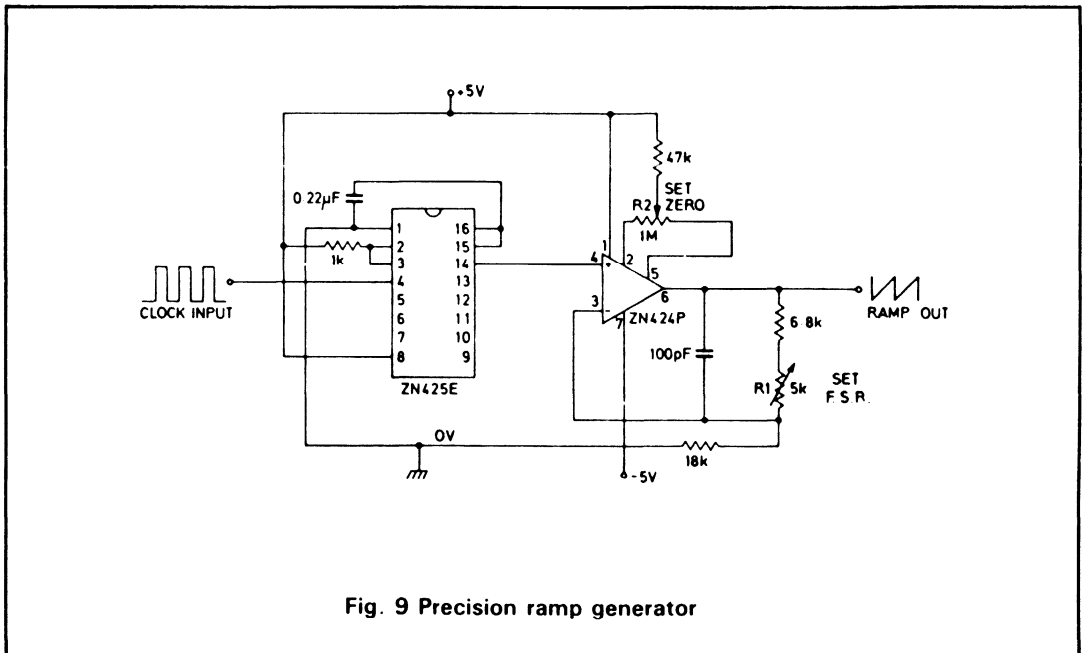 +5V
47k
SET
ZERO
R2
1M
0.22µF
1k
1
2
3
4
5
6
7
8
16
15
14
13
12
11
10
9
ZN425E
CLOCK INPUT
1
2
4
+
5
3
-
6
7
ZN424P
100pF
6.8k
R1
5k
SET
F.S.R.
RAMP OUT
0V
18k
-5V
Fig. 9 Precision ramp generator